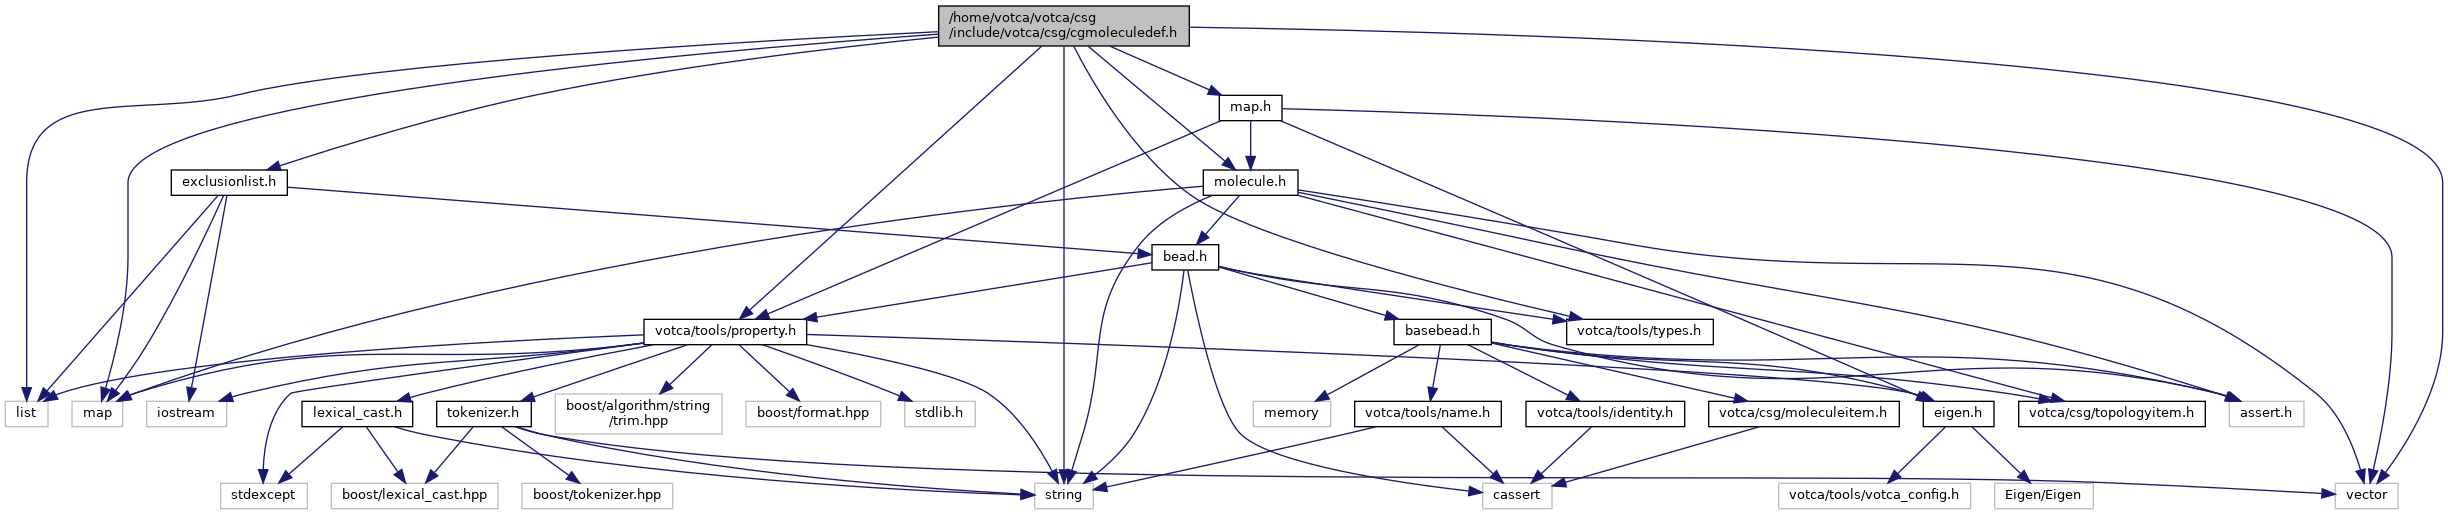 /home/votca/votca/csg
/include/votca/csg/cgmoleculedef.h
map.h
exclusionlist.h
molecule.h
bead.h
votca/tools/property.h
basebead.h
votca/tools/types.h
list
map
iostream
lexical_cast.h
tokenizer.h
boost/algorithm/string
/trim.hpp
boost/format.hpp
stdlib.h
memory
votca/tools/name.h
votca/tools/identity.h
votca/csg/moleculeitem.h
eigen.h
votca/csg/topologyitem.h
assert.h
stdexcept
boost/lexical_cast.hpp
boost/tokenizer.hpp
string
cassert
votca/tools/votca_config.h
Eigen/Eigen
vector